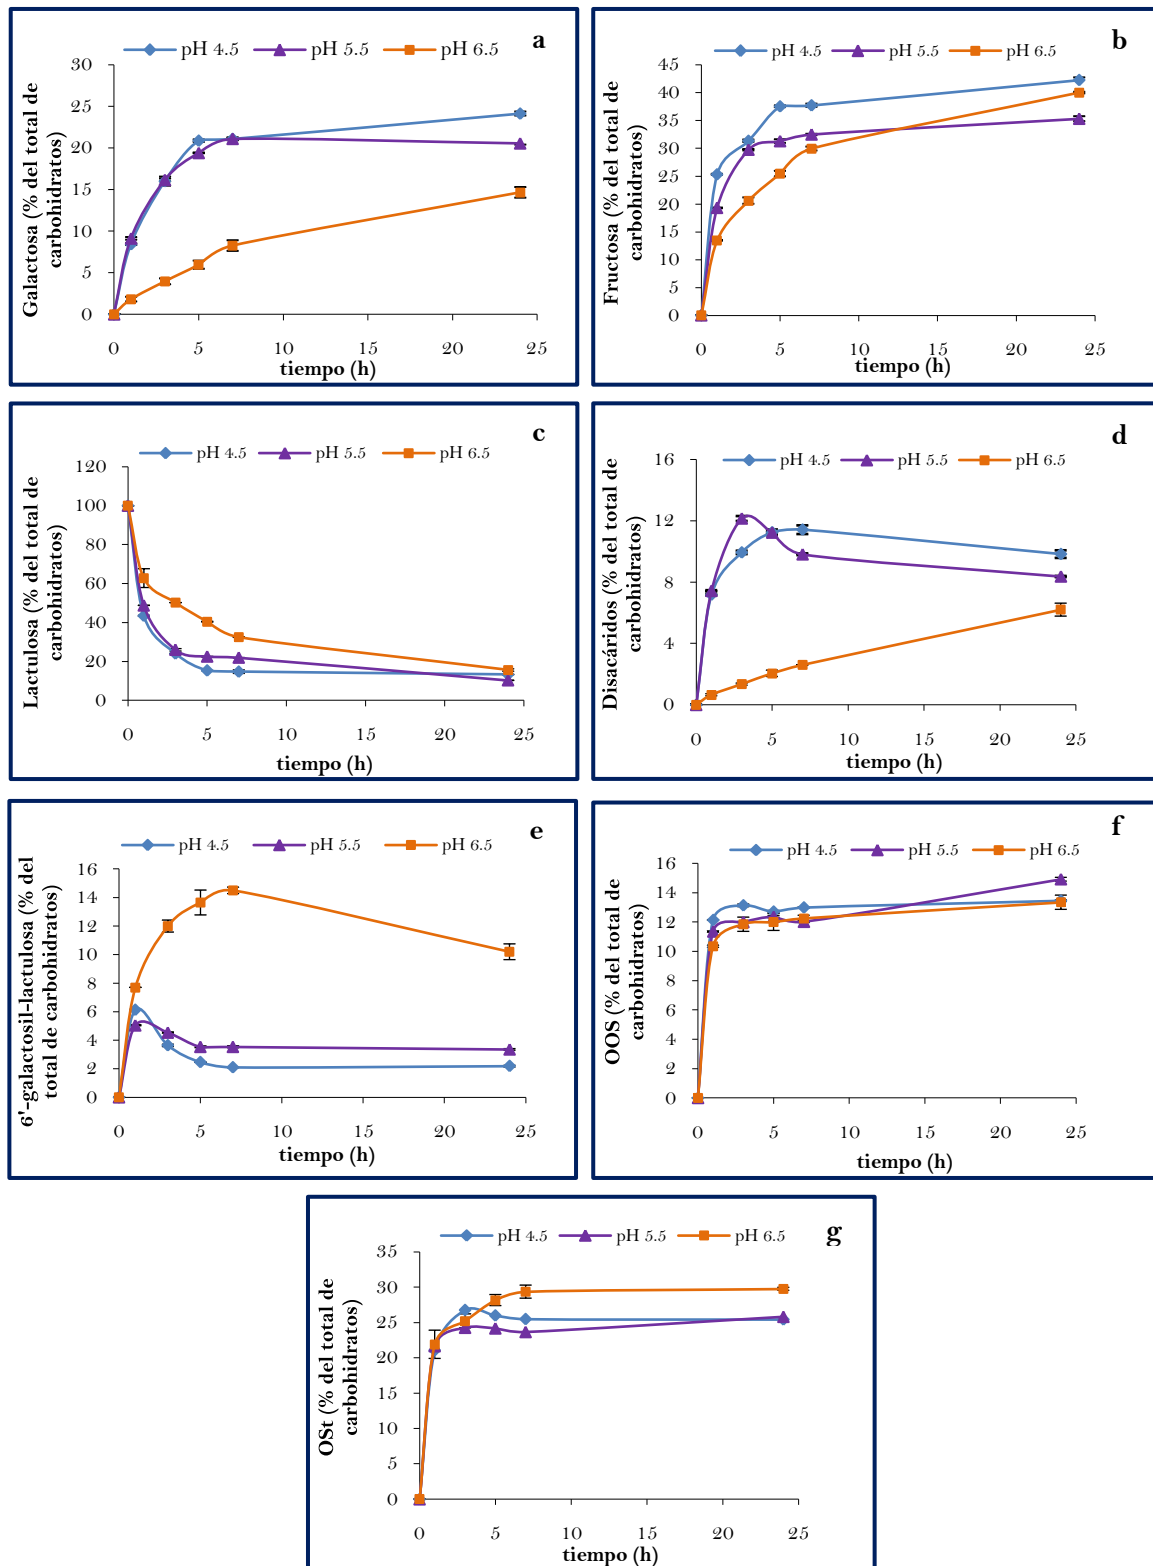 a
pH 4.5 pH 5.5 pH 6.5
Galactosa (% del total de
carbohidratos)
30
25
20
15
10
5
0
0 5 10 15 20 25
tiempo (h)
b
pH 4.5 pH 5.5 pH 6.5
Fructosa (% del total de
carbohidratos)
45
40
35
30
25
20
15
10
5
0
0 5 10 15 20 25
tiempo (h)
c
pH 4.5 pH 5.5 pH 6.5
Lactulosa (% del total de
carbohidratos)
120
100
80
60
40
20
0
0 5 10 15 20 25
tiempo (h)
d
pH 4.5 pH 5.5 pH 6.5
Disacáridos (% del total de
carbohidratos)
16
12
8
4
0
0 5 10 15 20 25
tiempo (h)
e
pH 4.5 pH 5.5 pH 6.5
6'-galactosil-lactulosa (% del
total de carbohidratos)
16
14
12
10
8
6
4
2
0
0 5 10 15 20 25
tiempo (h)
f
pH 4.5 pH 5.5 pH 6.5
OOS (% del total de
carbohidratos)
16
14
12
10
8
6
4
2
0
0 5 10 15 20 25
tiempo (h)
g
pH 4.5 pH 5.5 pH 6.5
OSt (% del total de
carbohidratos)
35
30
25
20
15
10
5
0
0 5 10 15 20 25
tiempo (h)